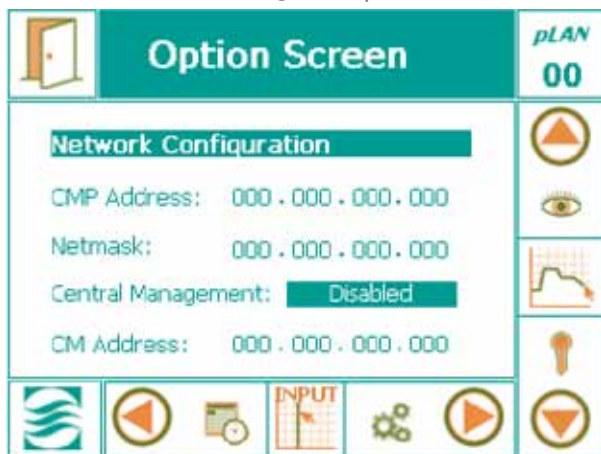 Option Screen
pLAN
00
Network Configuration
CMP Address: 000.000.000.000
Netmask: 000.000.000.000
Central Management: Disabled
CM Address: 000.000.000.000
INPUT